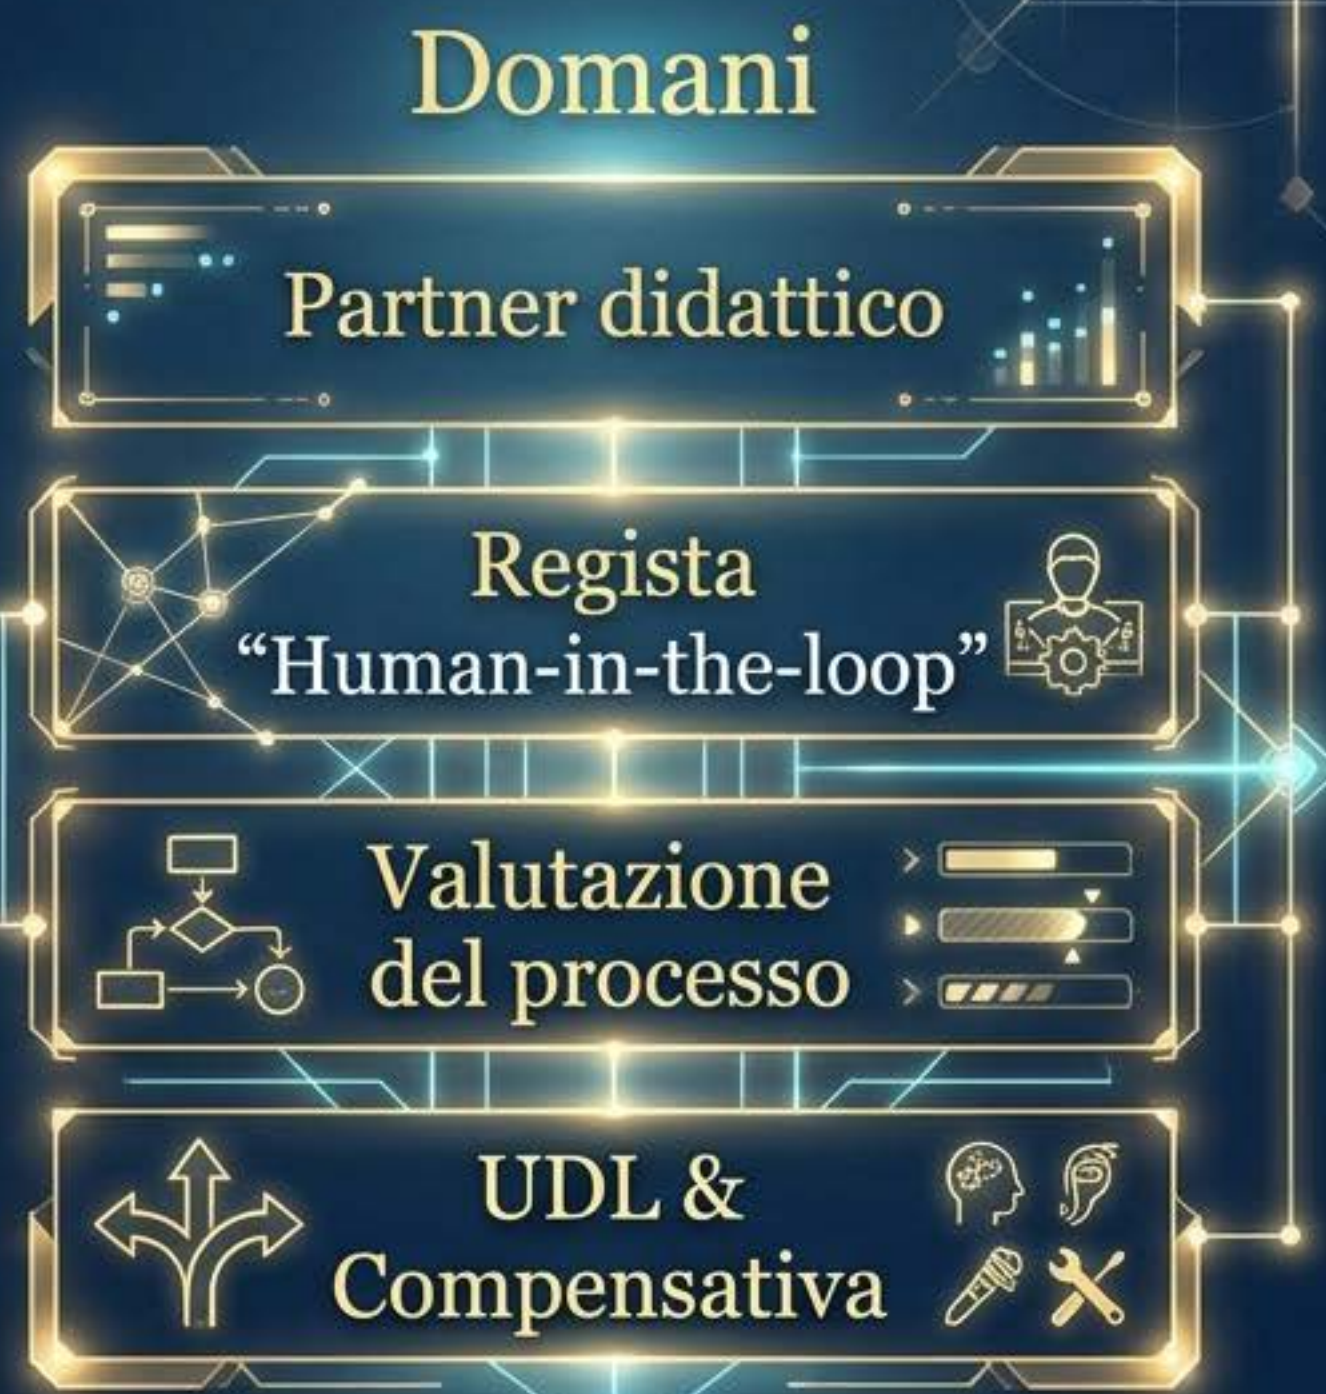 Domani
Partner didattico
Regista
“Human-in-the-loop”
Valutazione
del processo
UDL &
Compensativa